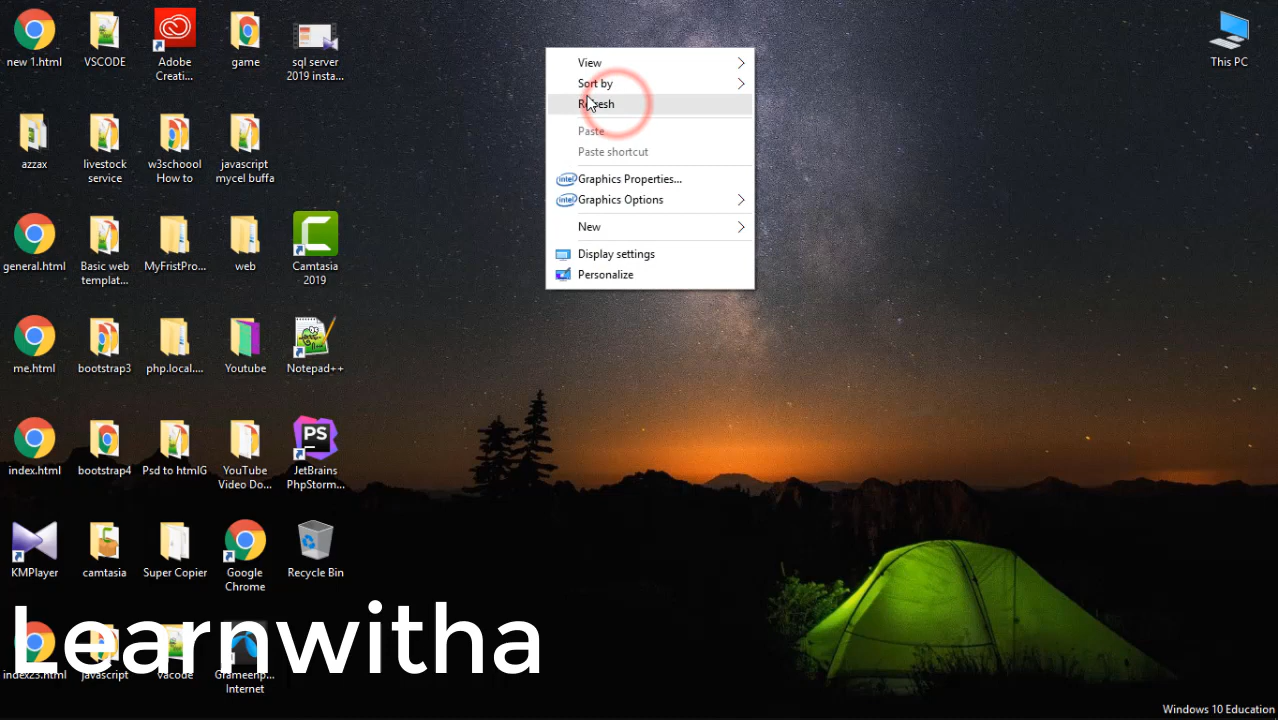 new 1.html
VSCODE
Adobe
Creati...
game
sql server
2019 insta...
This PC
View
Sort by
Paste
Paste shortcut
intel Graphics Properties...
intel Graphics Options
New
Display settings
Personalize
azzax
livestock
service
w3schoool
How to
javascript
mycel buffa
general.html
Basic web
templat...
MyFristPro...
web
Camtasia
2019
me.html
bootstrap3
php.local....
Youtube
Notepad++
index.html
bootstrap4
Psd to htmlG
YouTube
Video Do...
PS
JetBrains
PhpStorm...
KMPlayer
camtasia
Super Copier
Google
Chrome
Recycle Bin
Learnwitha
index23.html
javascript
vacode
Grameenp...
Internet
Windows 10 Education